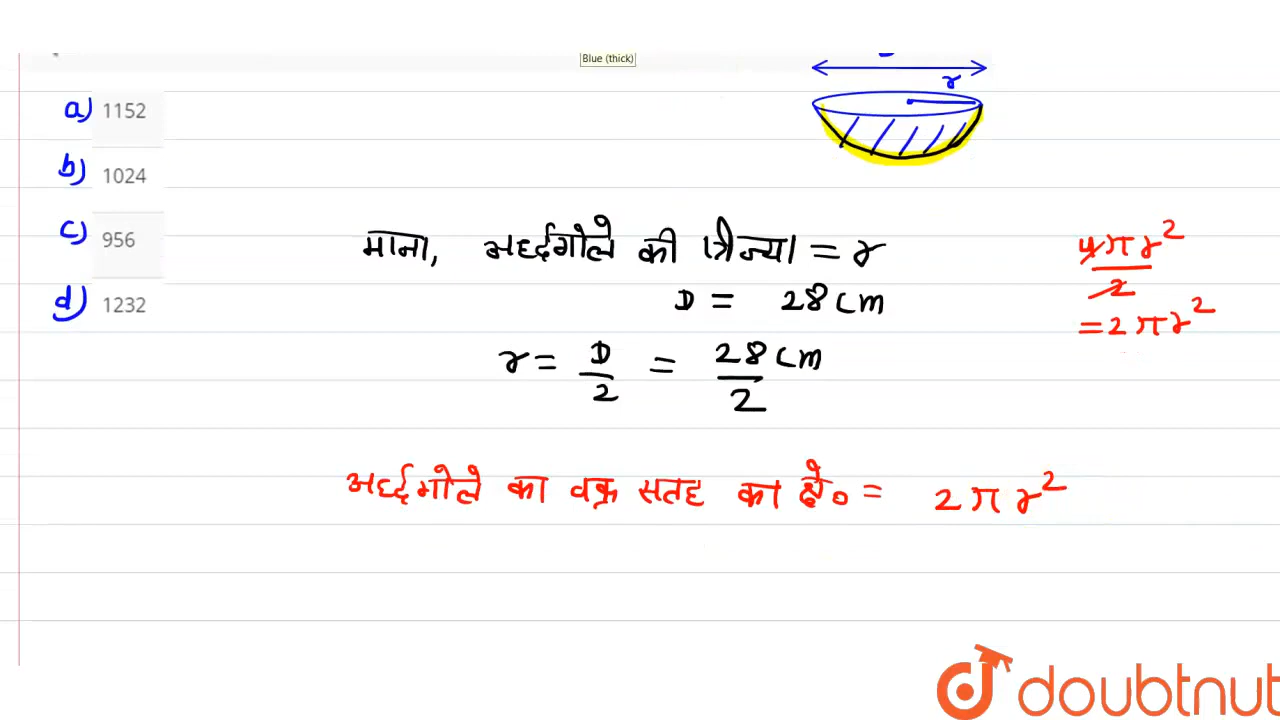 Blue (thick)
r
a) 1152
b) 1024
c) 956
d) 1232
माना, अर्द्धगोले की त्रिज्या = r
D = 28 cm
r = D/2 = 28 cm/2
4πr²/2
= 2πr²
अर्द्धगोले का वक्र सतह का क्षे० = 2πr²
doubtnut